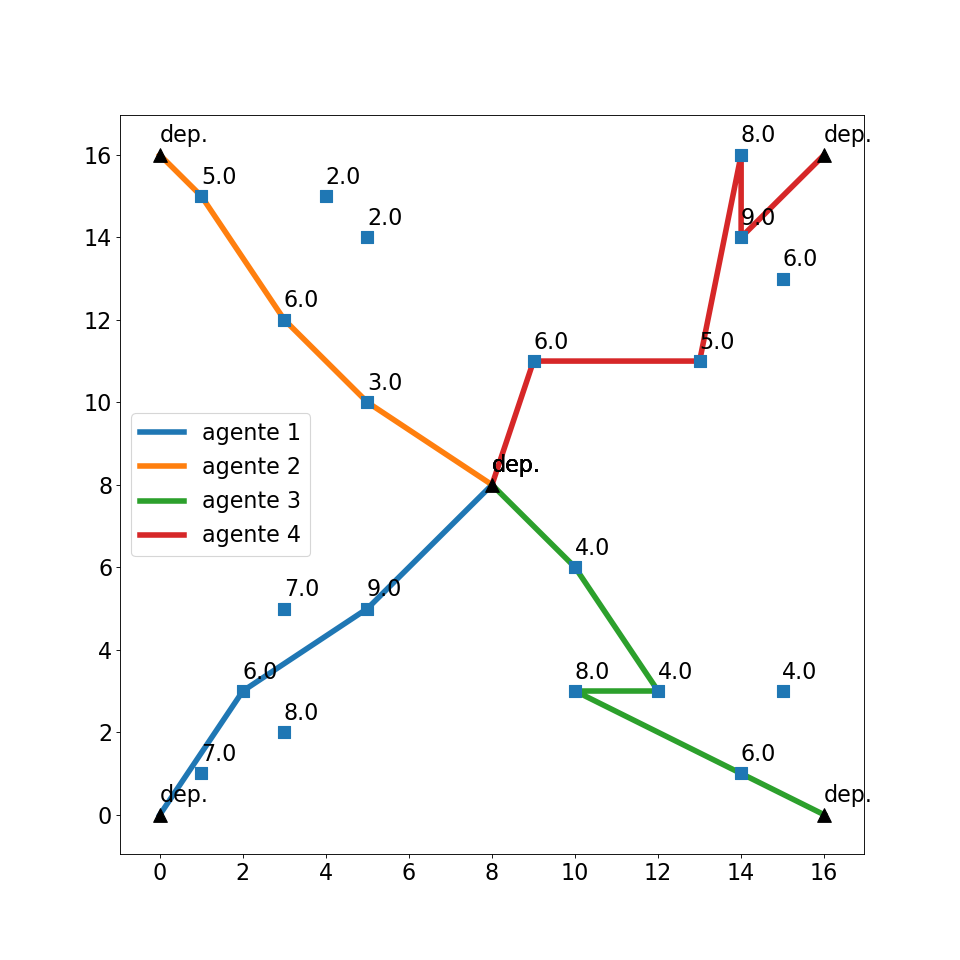 dep. 8.0 dep.
16
5.0 2.0
2.0 9.0
14
6.0
12 6.0
6.0 5.0
3.0
10
agente 1
agente 2
agente 3
agente 4
8 dep.
6 4.0
7.0 9.0
4
6.0 8.0 4.0 4.0
8.0
2
7.0 6.0
dep. dep.
0
0 2 4 6 8 10 12 14 16